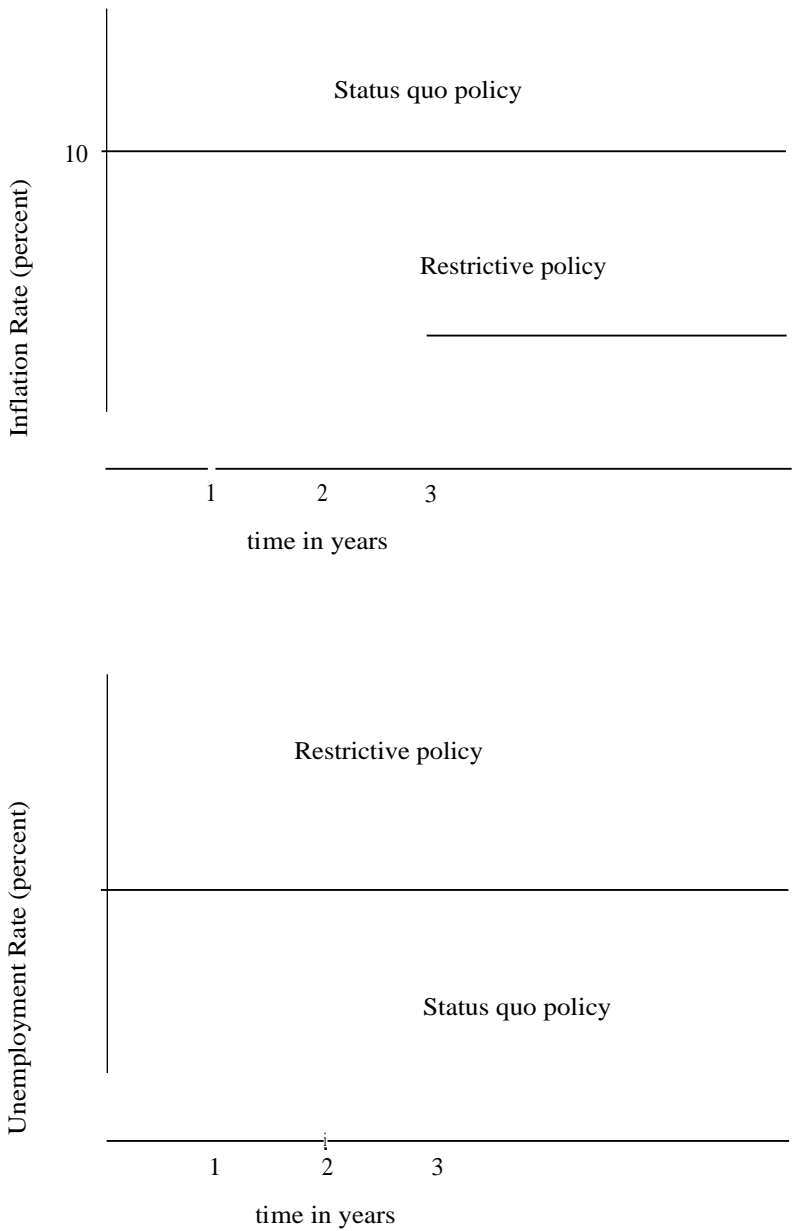 Status quo policy
10
Inflation Rate (percent)
Restrictive policy
1 2 3
time in years
Restrictive policy
Unemployment Rate (percent)
Status quo policy
1 2 3
time in years